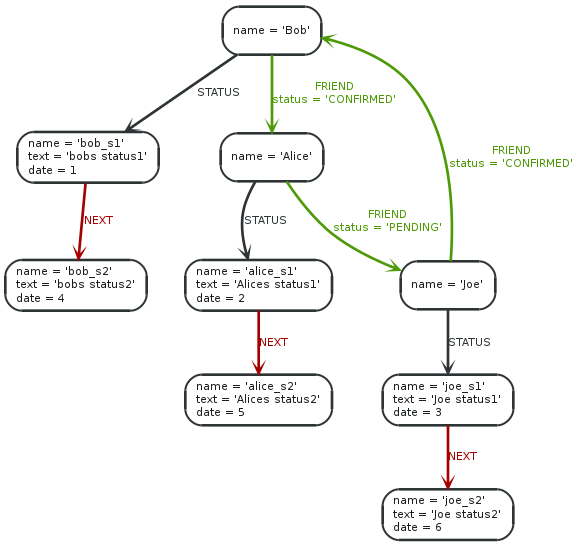 name = 'Bob'
STATUS
FRIEND
status = 'CONFIRMED'
FRIEND
status = 'CONFIRMED'
name = 'bob_s1'
text = 'bobs status1'
date = 1
name = 'Alice'
NEXT
STATUS
FRIEND
status = 'PENDING'
name = 'bob_s2'
text = 'bobs status2'
date = 4
name = 'alice_s1'
text = 'Alices status1'
date = 2
name = 'Joe'
NEXT
STATUS
name = 'alice_s2'
text = 'Alices status2'
date = 5
name = 'joe_s1'
text = 'Joe status1'
date = 3
NEXT
name = 'joe_s2'
text = 'Joe status2'
date = 6